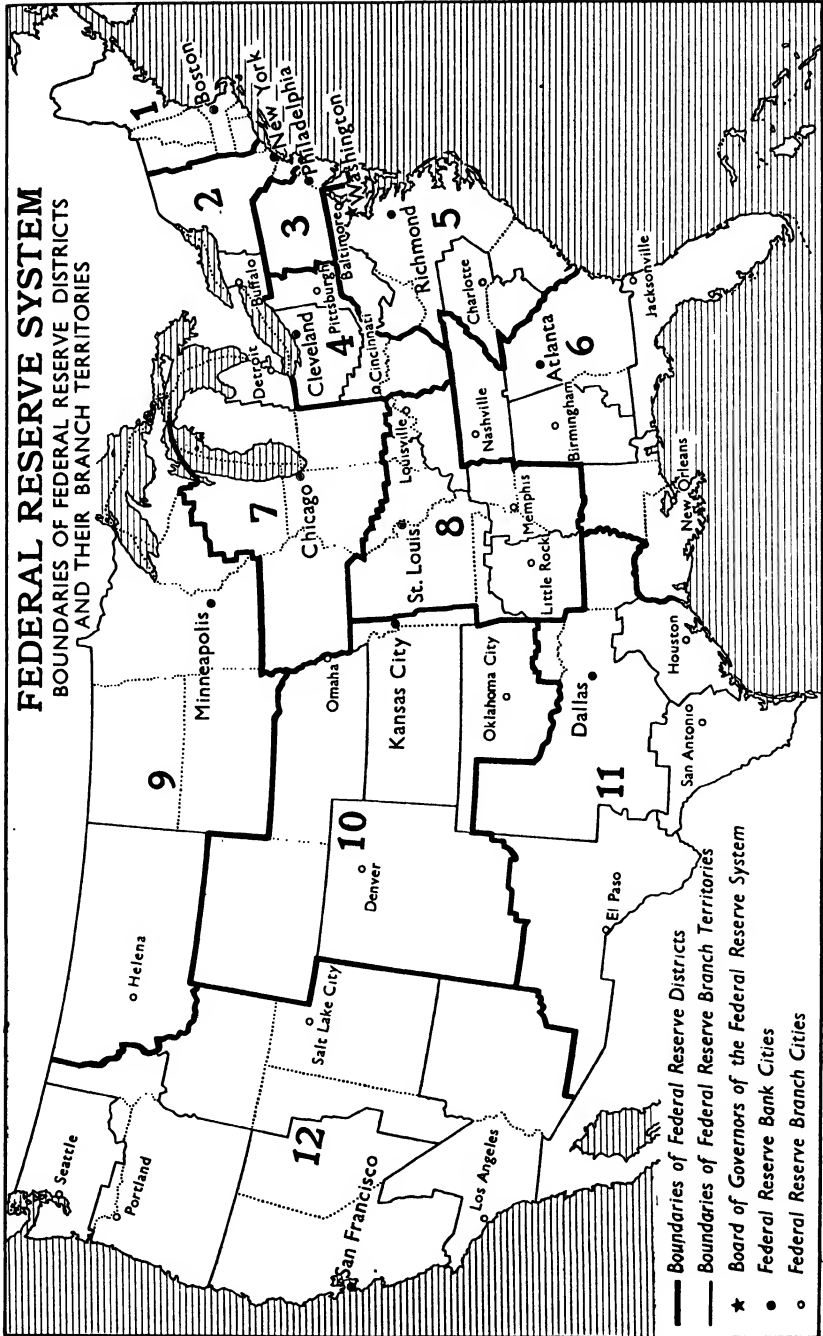 FEDERAL RESERVE SYSTEM
BOUNDARIES OF FEDERAL RESERVE DISTRICTS
AND THEIR BRANCH TERRITORIES
1
Boston
2
Buffalo
New York
3
Philadelphia
4
Cleveland
Pittsburgh
Cincinnati
5
Baltimore
Washington
Richmond
Charlotte
6
Atlanta
Nashville
Birmingham
Jacksonville
New Orleans
7
Chicago
Detroit
8
St. Louis
Louisville
Memphis
Little Rock
9
Minneapolis
Helena
10
Kansas City
Omaha
Denver
Oklahoma City
11
Dallas
Houston
San Antonio
El Paso
12
San Francisco
Seattle
Portland
Salt Lake City
Los Angeles
Boundaries of Federal Reserve Districts
Boundaries of Federal Reserve Branch Territories
Board of Governors of the Federal Reserve System
Federal Reserve Bank Cities
Federal Reserve Branch Cities